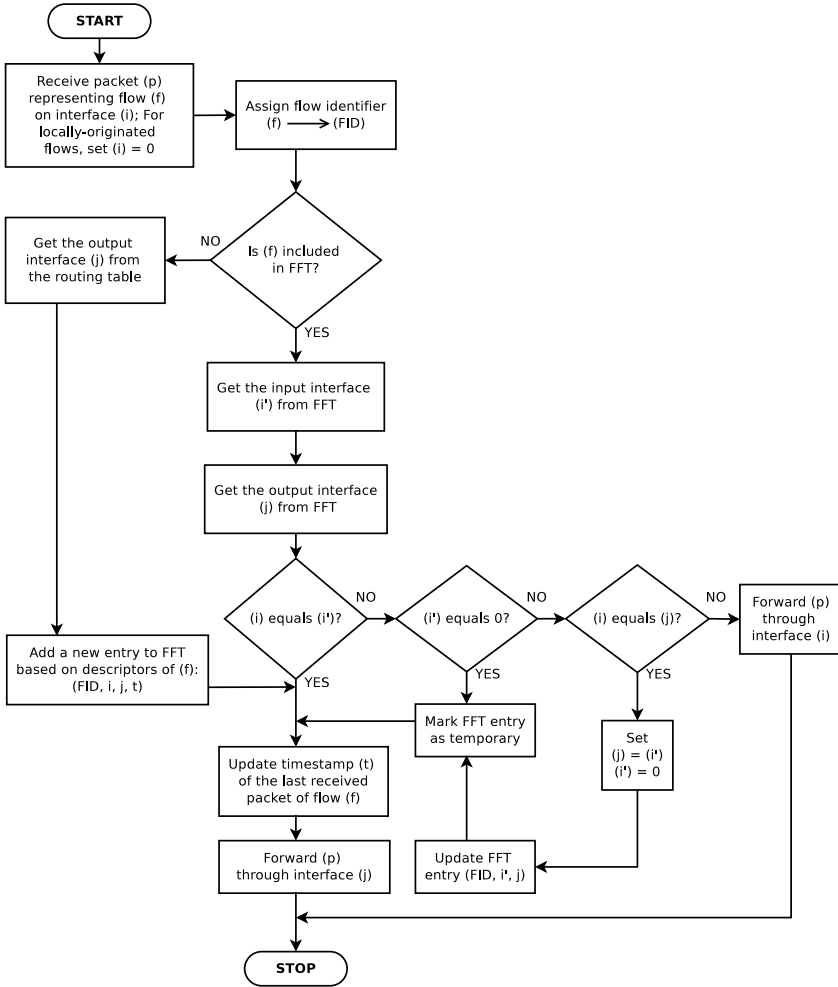 START
Receive packet (p)
representing flow (f)
on interface (i); For
locally-originated
flows, set (i) = 0
Assign flow identifier
(f) ⟶ (FID)
Is (f) included
in FFT?
NO
YES
Get the output
interface (j) from
the routing table
Get the input interface
(i') from FFT
Get the output interface
(j) from FFT
(i) equals (i')?
NO
YES
(i') equals 0?
NO
YES
(i) equals (j)?
NO
YES
Forward (p)
through
interface (i)
Add a new entry to FFT
based on descriptors of (f):
(FID, i, j, t)
Mark FFT entry
as temporary
Set
(j) = (i')
(i') = 0
Update timestamp (t)
of the last received
packet of flow (f)
Forward (p)
through interface (j)
Update FFT
entry (FID, i', j)
STOP